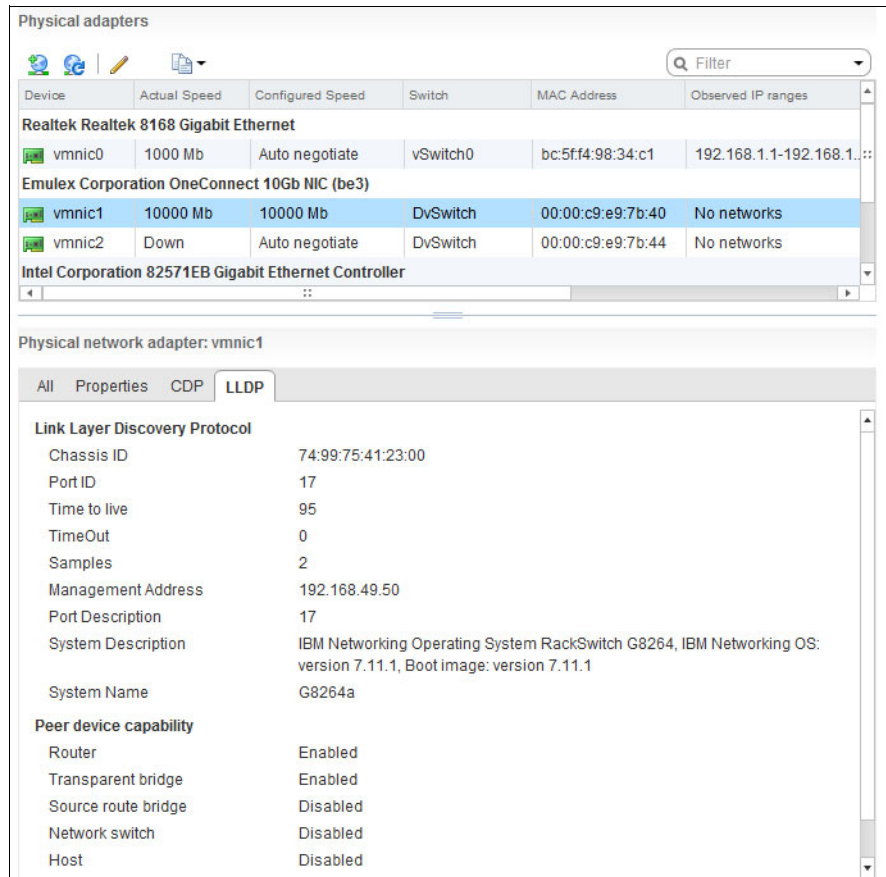 Physical adapters
Filter
Device Actual Speed Configured Speed Switch MAC Address Observed IP ranges
Realtek Realtek 8168 Gigabit Ethernet
vmnic0 1000 Mb Auto negotiate vSwitch0 bc:5f:f4:98:34:c1 192.168.1.1-192.168.1...
Emulex Corporation OneConnect 10Gb NIC (be3)
vmnic1 10000 Mb 10000 Mb DvSwitch 00:00:c9:e9:7b:40 No networks
vmnic2 Down Auto negotiate DvSwitch 00:00:c9:e9:7b:44 No networks
Intel Corporation 82571EB Gigabit Ethernet Controller
Physical network adapter: vmnic1
All Properties CDP LLDP
Link Layer Discovery Protocol
Chassis ID 74:99:75:41:23:00
Port ID 17
Time to live 95
TimeOut 0
Samples 2
Management Address 192.168.49.50
Port Description 17
System Description IBM Networking Operating System RackSwitch G8264, IBM Networking OS:
version 7.11.1, Boot image: version 7.11.1
System Name G8264a
Peer device capability
Router Enabled
Transparent bridge Enabled
Source route bridge Disabled
Network switch Disabled
Host Disabled